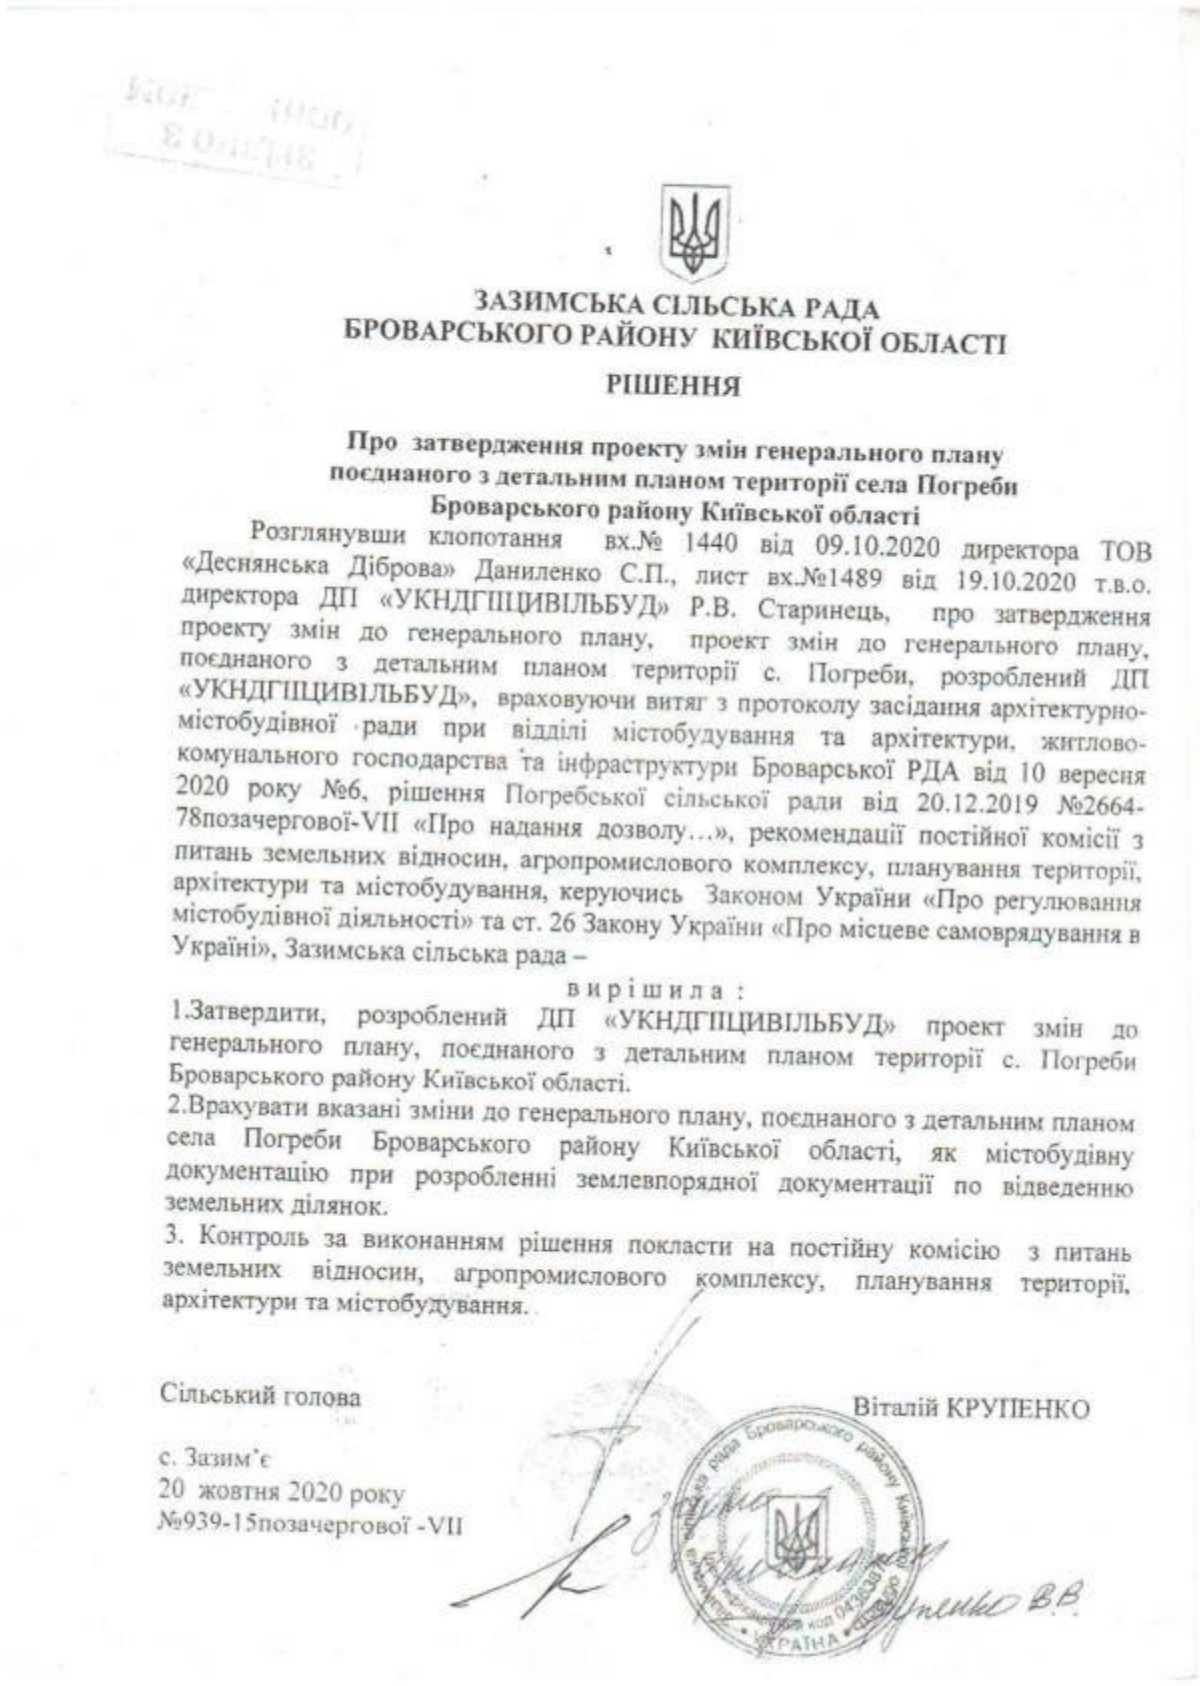 ЗАЗИМСЬКА СІЛЬСЬКА РАДА
БРОВАРСЬКОГО РАЙОНУ КИЇВСЬКОЇ ОБЛАСТІ
РІШЕННЯ
Про затвердження проекту змін генерального плану
поєднаного з детальним планом території села Погреби
Броварського району Київської області
Розглянувши клопотання вх.№ 1440 від 09.10.2020 директора ТОВ
«Деснянська Діброва» Даниленко С.П., лист вх.№1489 від 19.10.2020 т.в.о.
директора ДП «УКНДГІІЦИВІЛЬБУД» Р.В. Старинець, про затвердження
проекту змін до генерального плану, проект змін до генерального плану,
поєднаного з детальним планом території с. Погреби, розроблений ДП
«УКНДГІІЦИВІЛЬБУД», враховуючи витяг з протоколу засідання архітектурно-
містобудівної ради при відділі містобудування та архітектури, житлово-
комунального господарства та інфраструктури Броварської РДА від 10 вересня
2020 року №6, рішення Погребської сільської ради від 20.12.2019 №2664-
78позачергової-VII «Про надання дозволу…», рекомендації постійної комісії з
питань земельних відносин, агропромислового комплексу, планування території,
архітектури та містобудування, керуючись Законом України «Про регулювання
містобудівної діяльності» та ст. 26 Закону України «Про місцеве самоврядування в
Україні», Зазимська сільська рада –
вирішила :
1.Затвердити, розроблений ДП «УКНДГІІЦИВІЛЬБУД» проект змін до
генерального плану, поєднаного з детальним планом території с. Погреби
Броварського району Київської області.
2.Врахувати вказані зміни до генерального плану, поєднаного з детальним планом
села Погреби Броварського району Київської області, як містобудівну
документацію при розробленні землевпорядної документації по відведенню
земельних ділянок.
3. Контроль за виконанням рішення покласти на постійну комісію з питань
земельних відносин, агропромислового комплексу, планування території,
архітектури та містобудування.
Сільський голова
Віталій КРУПЕНКО
с. Зазим’є
20 жовтня 2020 року
№939-15позачергової -VII
сільська рада Броварського району Київської
код
УКРАЇНА
В.В.